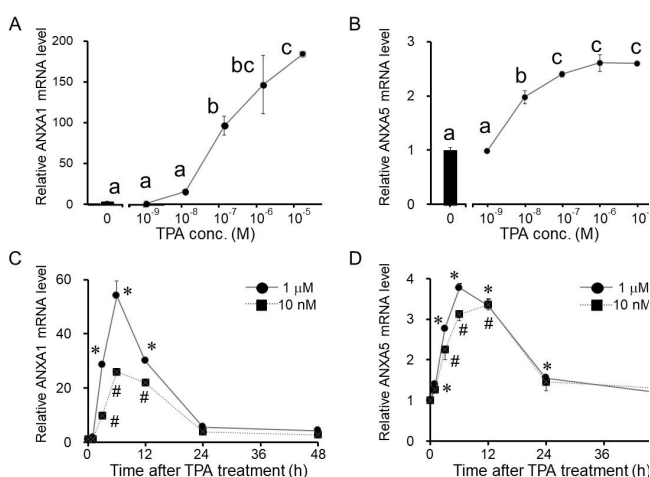 A
Relative ANXA1 mRNA level
200
150
100
50
0
a
a
a
b
bc
c
0
10-9
10-8
10-7
10-6
10-5
TPA conc. (M)
B
Relative ANXA5 mRNA level
3
2
1
0
a
a
b
c
c
c
0
10-9
10-8
10-7
10-6
TPA conc. (M)
C
Relative ANXA1 mRNA level
60
40
20
0
1 μM
10 nM
*
*
*
#
#
#
0
12
24
36
48
Time after TPA treatment (h)
D
Relative ANXA5 mRNA level
5
4
3
2
1
0
1 μM
10 nM
*
*
*
*
*
*
#
#
#
0
12
24
36
Time after TPA treatment (h)